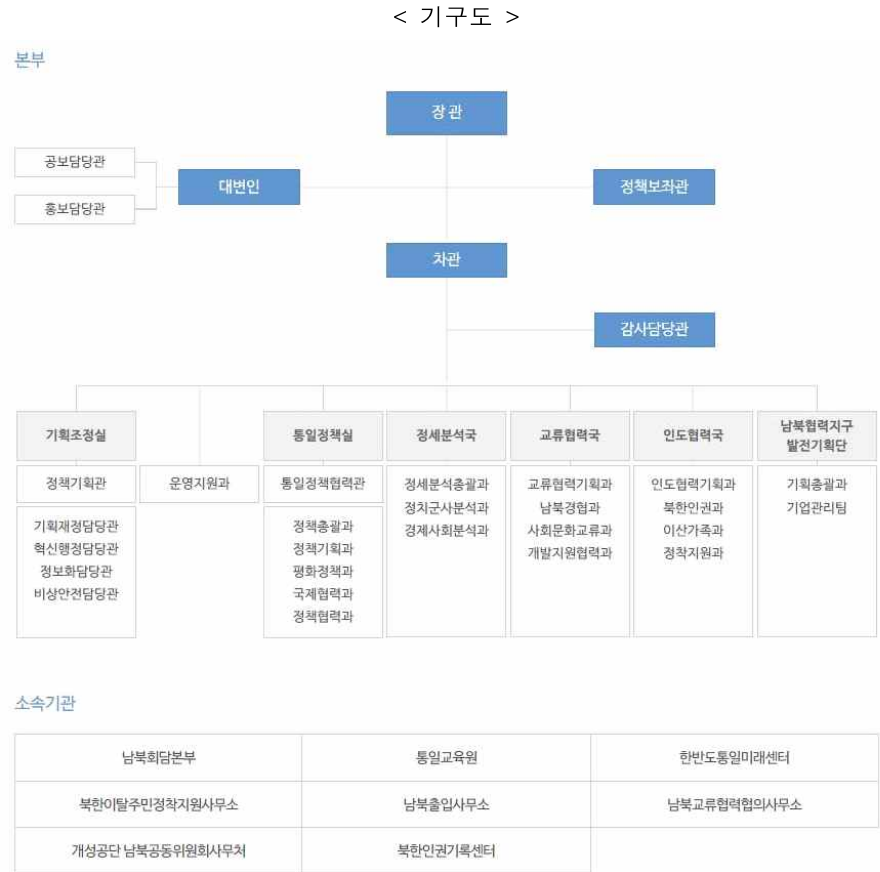 < 기구도 >
본부
장관
공보담당관
대변인
정책보좌관
홍보담당관
차관
감사담당관
기획조정실
통일정책실
정세분석국
교류협력국
인도협력국
남북협력지구
발전기획단
정책기획관
운영지원과
통일정책협력관
정세분석총괄과
정치군사분석과
경제사회분석과
교류협력기획과
남북경협과
사회문화교류과
개발지원협력과
인도협력기획과
북한인권과
이산가족과
정착지원과
기획총괄과
기업관리팀
기획재정담당관
혁신행정담당관
정보화담당관
비상안전담당관
정책총괄과
정책기획과
평화정책과
국제협력과
정책협력과
소속기관
남북회담본부
통일교육원
한반도통일미래센터
북한이탈주민정착지원사무소
남북출입사무소
남북교류협력협의사무소
개성공단 남북공동위원회사무처
북한인권기록센터